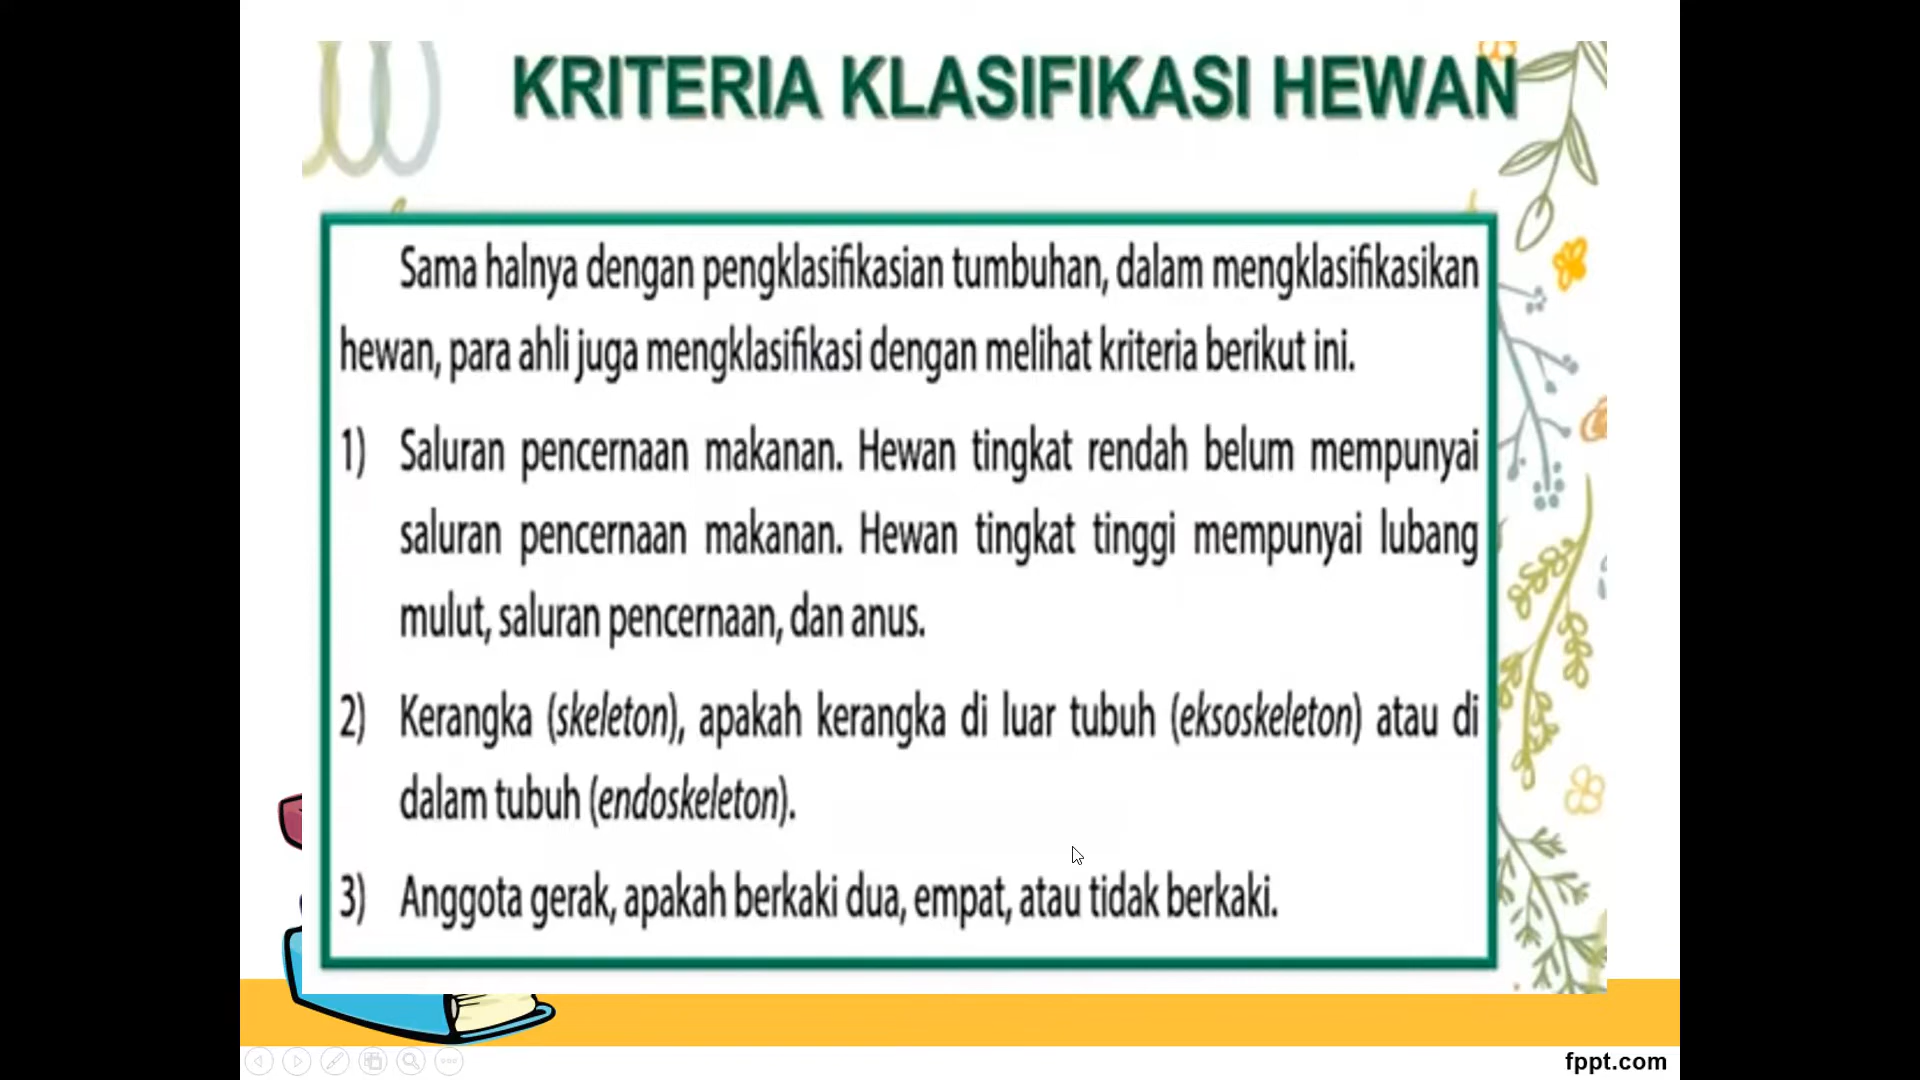 KRITERIA KLASIFIKASI HEWAN
Sama halnya dengan pengklasifikasian tumbuhan, dalam mengklasifikasikan
hewan, para ahli juga mengklasifikasi dengan melihat kriteria berikut ini.
1) Saluran pencernaan makanan. Hewan tingkat rendah belum mempunyai
saluran pencernaan makanan. Hewan tingkat tinggi mempunyai lubang
mulut, saluran pencernaan, dan anus.
2) Kerangka (skeleton), apakah kerangka di luar tubuh (eksoskeleton) atau di
dalam tubuh (endoskeleton).
3) Anggota gerak, apakah berkaki dua, empat, atau tidak berkaki.
fppt.com